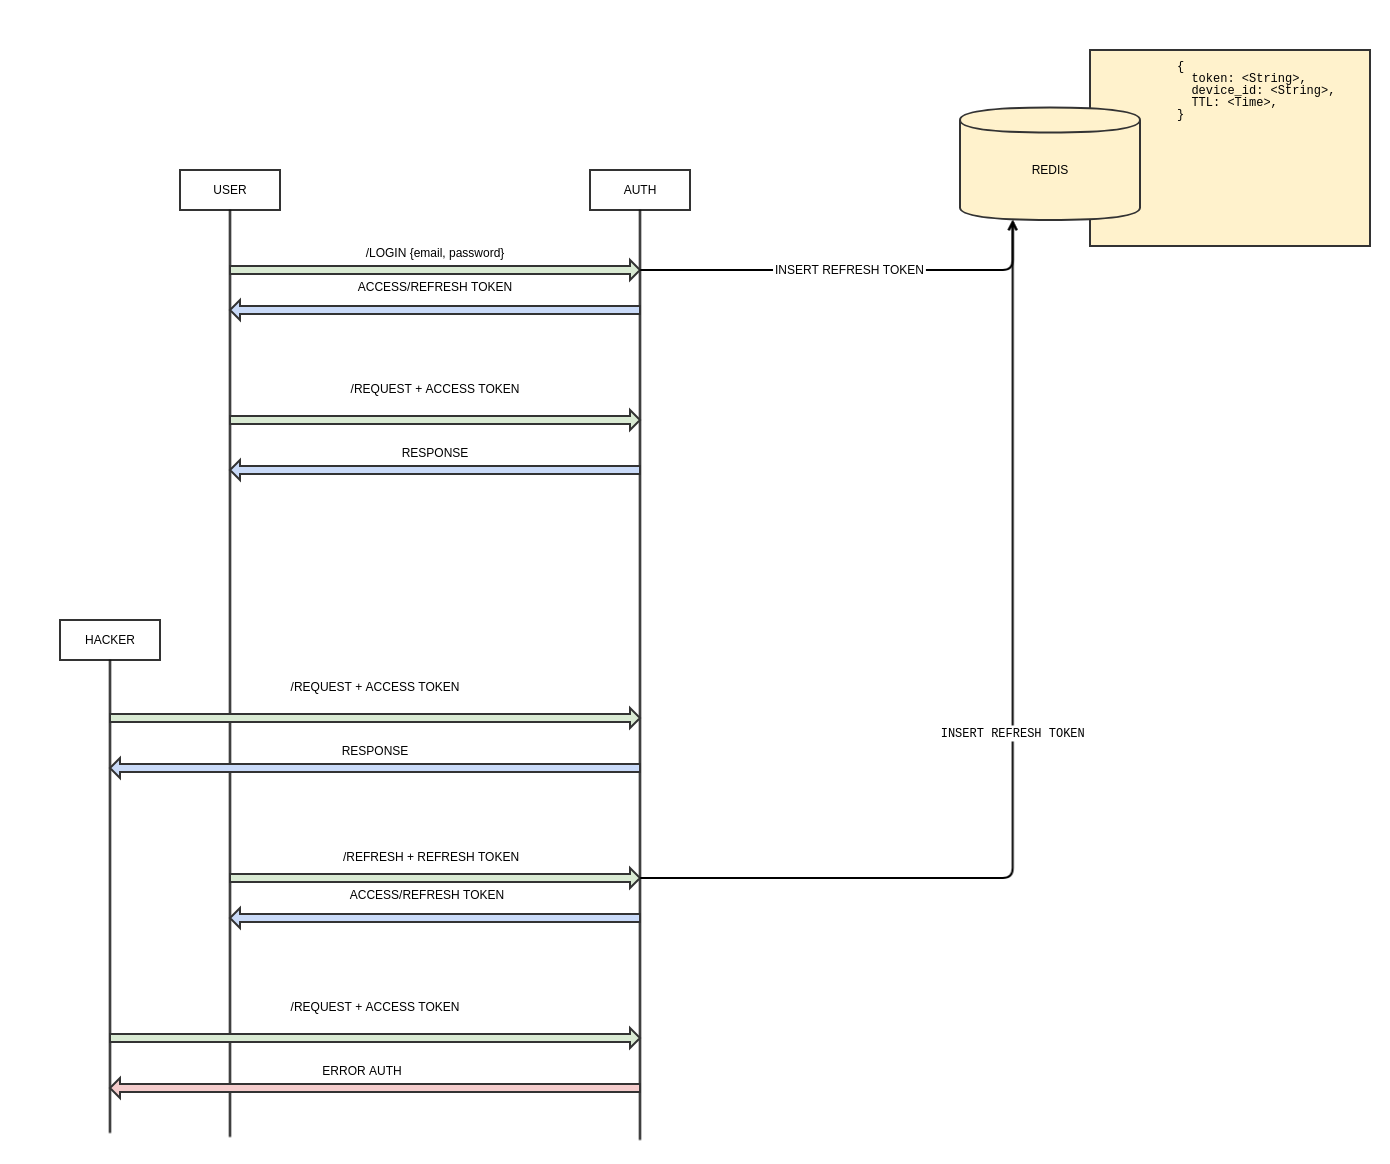 {
  token: <String>,
  device_id: <String>,
  TTL: <Time>,
}
REDIS
USER
AUTH
/LOGIN {email, password}
INSERT REFRESH TOKEN
ACCESS/REFRESH TOKEN
/REQUEST + ACCESS TOKEN
RESPONSE
HACKER
/REQUEST + ACCESS TOKEN
INSERT REFRESH TOKEN
RESPONSE
/REFRESH + REFRESH TOKEN
ACCESS/REFRESH TOKEN
/REQUEST + ACCESS TOKEN
ERROR AUTH